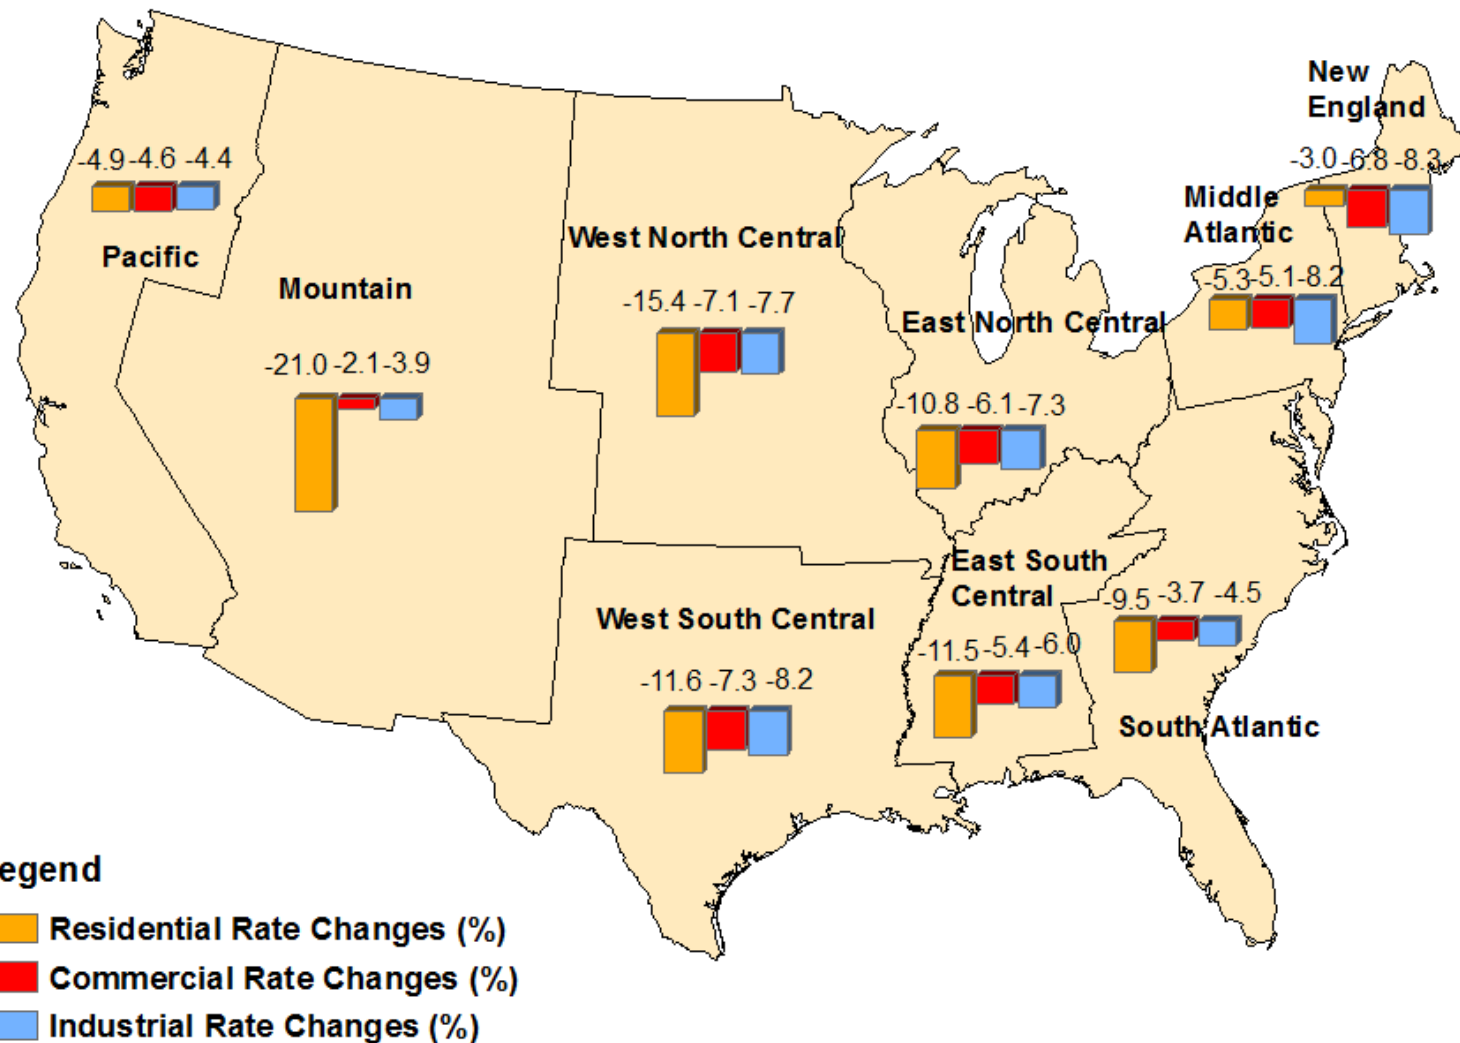 New
England
-4.9 -4.6 -4.4
-3.0 -6.8 -8.3
Middle
Atlantic
Pacific
West North Central
Mountain
-5.3 -5.1 -8.2
-15.4 -7.1 -7.7
East North Central
-21.0 -2.1 -3.9
-10.8 -6.1 -7.3
East South
Central
West South Central
-9.5 -3.7 -4.5
-11.5 -5.4 -6.0
-11.6 -7.3 -8.2
South Atlantic
egend
Residential Rate Changes (%)
Commercial Rate Changes (%)
Industrial Rate Changes (%)